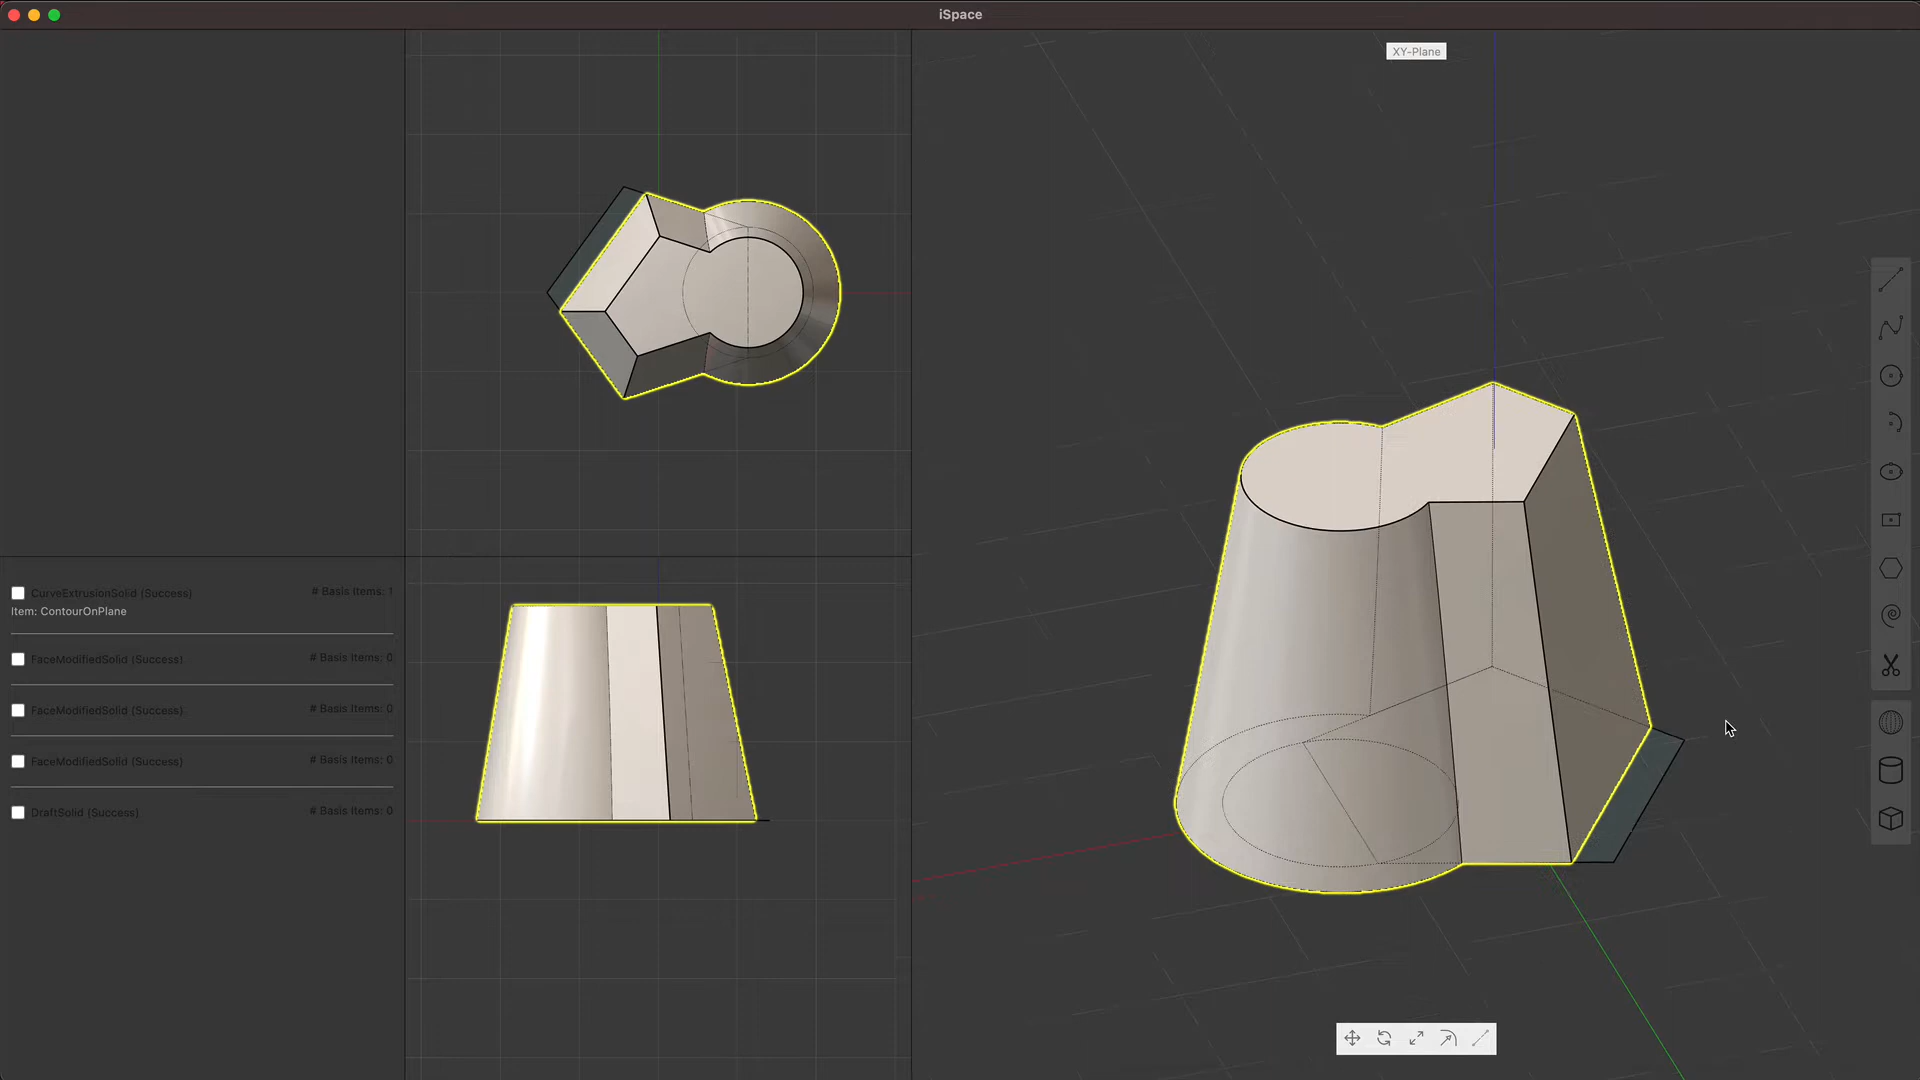 iSpace
XY-Plane
CurveExtrusionSolid (Success) # Basis Items: 1
Item: ContourOnPlane
FaceModifiedSolid (Success) # Basis Items: 0
FaceModifiedSolid (Success) # Basis Items: 0
FaceModifiedSolid (Success) # Basis Items: 0
DraftSolid (Success) # Basis Items: 0